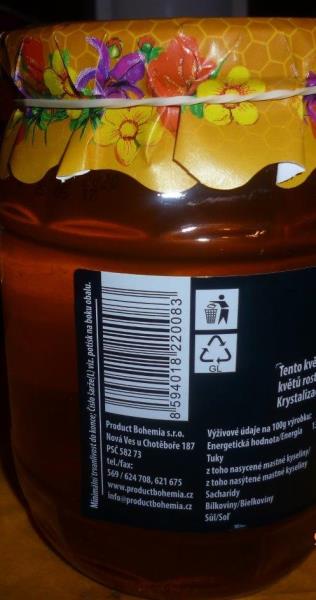 Minimální trvanlivost do konce; Číslo šarže(L) viz. potisk na boku obalu.
8 594018 220083
GL
Product Bohemia s.r.o.
Nová Ves u Chotěboře 187
PSČ 582 73
tel./fax:
569 / 624 708, 621 675
www.productbohemia.cz
info@productbohemia.cz
Tento kvě
květů rost
Krystaliza
Výživové údaje na 100g výrobku:
Energetická hodnota/Energia
Tuky
z toho nasycené mastné kyseliny/
z toho nasýtené mastné kyseliny
Sacharidy
Bílkoviny/Bielkoviny
Sůl/Soľ